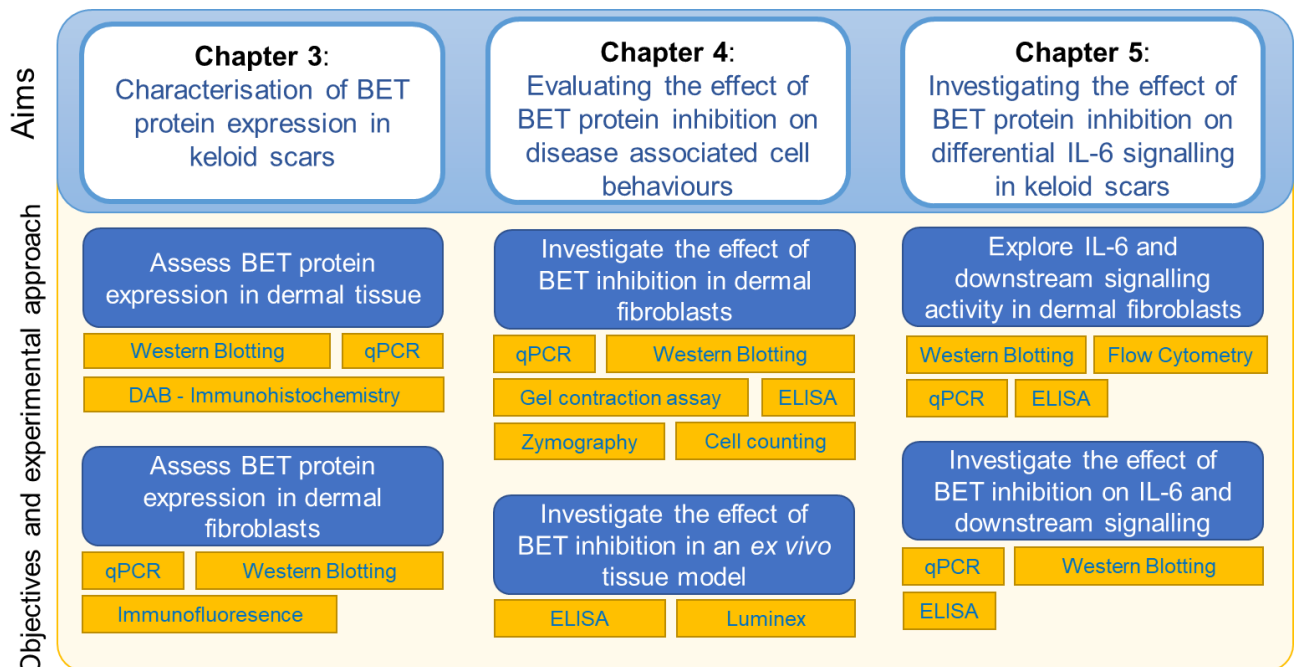 Aims
Chapter 3:
Characterisation of BET
protein expression in
keloid scars
Chapter 4:
Evaluating the effect of
BET protein inhibition on
disease associated cell
behaviours
Chapter 5:
Investigating the effect of
BET protein inhibition on
differential IL-6 signalling
in keloid scars
Objectives and experimental approach
Assess BET protein
expression in dermal tissue
Western Blotting
qPCR
DAB - Immunohistochemistry
Assess BET protein
expression in dermal
fibroblasts
qPCR
Western Blotting
Immunofluoresence
Investigate the effect of
BET inhibition in dermal
fibroblasts
qPCR
Western Blotting
Gel contraction assay
ELISA
Zymography
Cell counting
Investigate the effect of
BET inhibition in an ex vivo
tissue model
ELISA
Luminex
Explore IL-6 and
downstream signalling
activity in dermal fibroblasts
Western Blotting
Flow Cytometry
qPCR
ELISA
Investigate the effect of
BET inhibition on IL-6 and
downstream signalling
qPCR
Western Blotting
ELISA